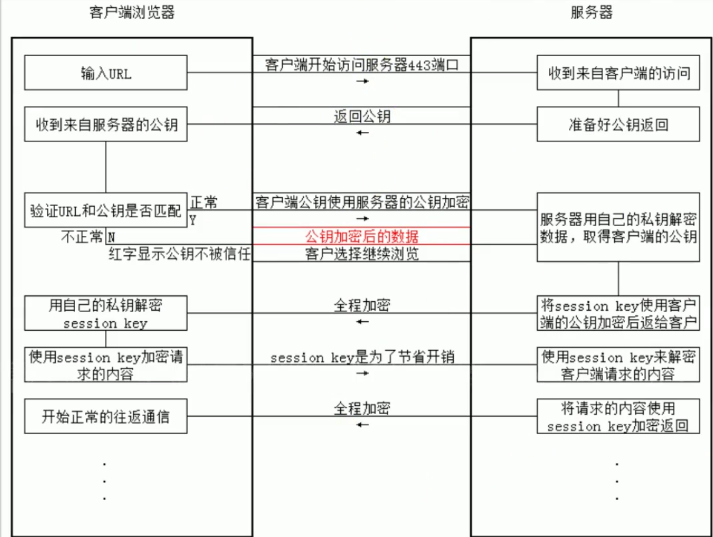 客户端浏览器
服务器
输入URL
客户端开始访问服务器443端口
→
收到来自客户端的访问
收到来自服务器的公钥
返回公钥
←
准备好公钥返回
验证URL和公钥是否匹配
正常
Y
客户端公钥使用服务器的公钥加密
→
服务器用自己的私钥解密
数据，取得客户端的公钥
不正常
N
公钥加密后的数据
红字显示公钥不被信任
客户选择继续浏览
用自己的私钥解密
session key
全程加密
←
将session key使用客户
端的公钥加密后返给客户
使用session key加密请
求的内容
session key是为了节省开销
→
使用session key来解密
客户端请求的内容
开始正常的往返通信
全程加密
←
将请求的内容使用
session key加密返回